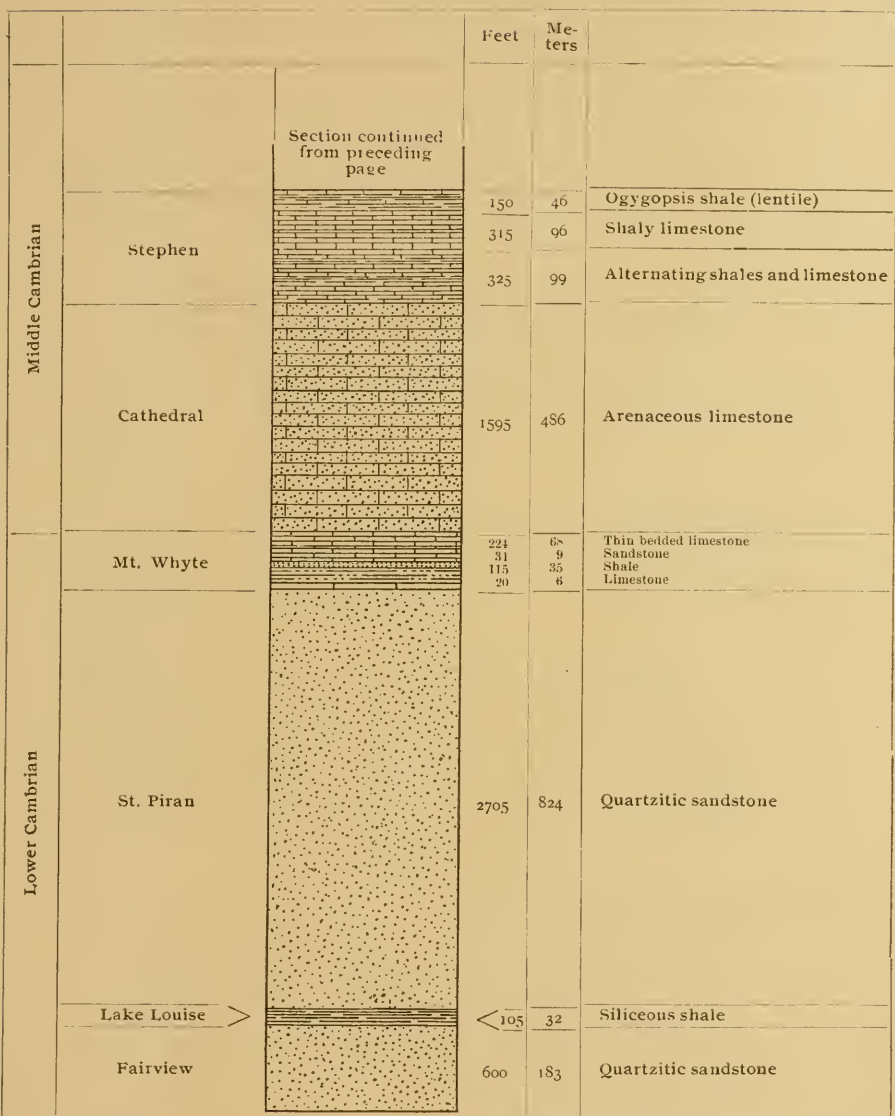 Feet
Me-
ters
Section continued
from preceding
page
Middle Cambrian
Stephen
150 46 Ogygopsis shale (lentile)
315 96 Shaly limestone
325 99 Alternating shales and limestone
Cathedral
1595 486 Arenaceous limestone
Lower Cambrian
Mt. Whyte
224 68 Thin bedded limestone
31 9 Sandstone
115 35 Shale
20 6 Limestone
St. Piran
2705 824 Quartzitic sandstone
Lake Louise > < 105 32 Siliceous shale
Fairview
600 183 Quartzitic sandstone